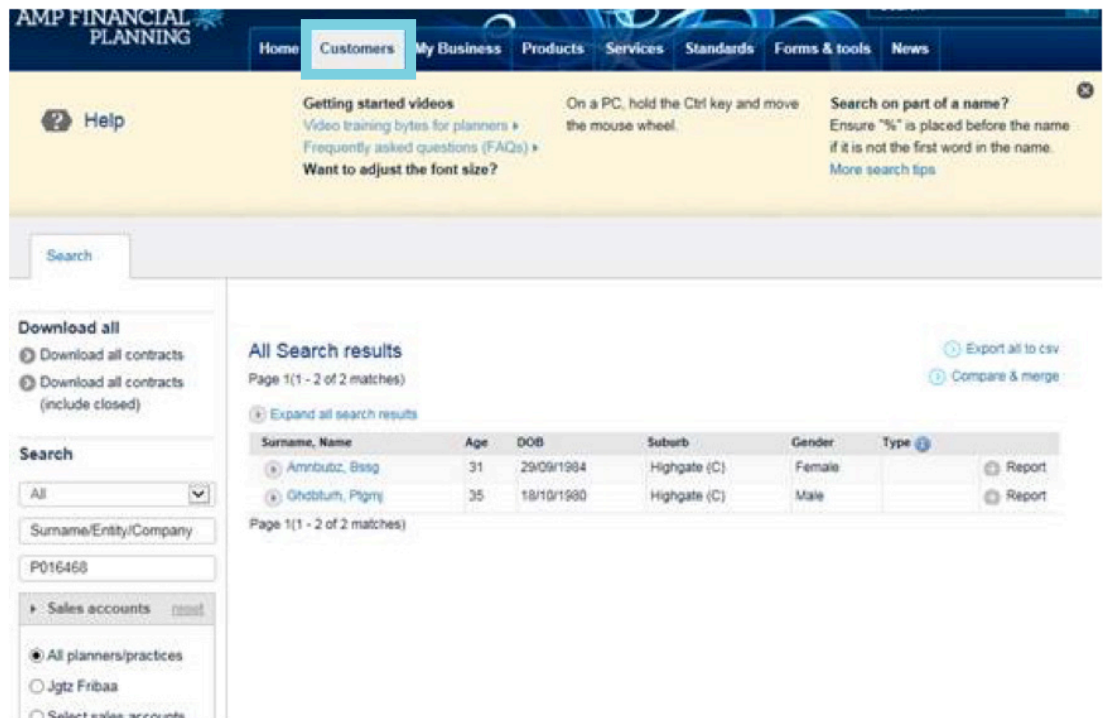 AMP FINANCIAL
PLANNING
Home Customers My Business Products Services Standards Forms & tools News
Help
Getting started videos
Video training bytes for planners
Frequently asked questions (FAQs)
Want to adjust the font size?
On a PC, hold the Ctrl key and move
the mouse wheel.
Search on part of a name?
Ensure "%" is placed before the name
if it is not the first word in the name.
More search tips
Search
Download all
Download all contracts
Download all contracts
(include closed)
Search
All
Surname/Entity/Company
P016468
Sales accounts reset
All planners/practices
Jgtz Fribaa
Select sales accounts
All Search results
Page 1(1 - 2 of 2 matches)
Export all to csv
Compare & merge
Expand all search results
Surname, Name Age DOB Suburb Gender Type
Amnbubz, Bssg 31 29/09/1984 Highgate (C) Female Report
Ghdbtum, 35 18/10/1980 Highgate (C) Male Report
Page 1(1 - 2 of 2 matches)